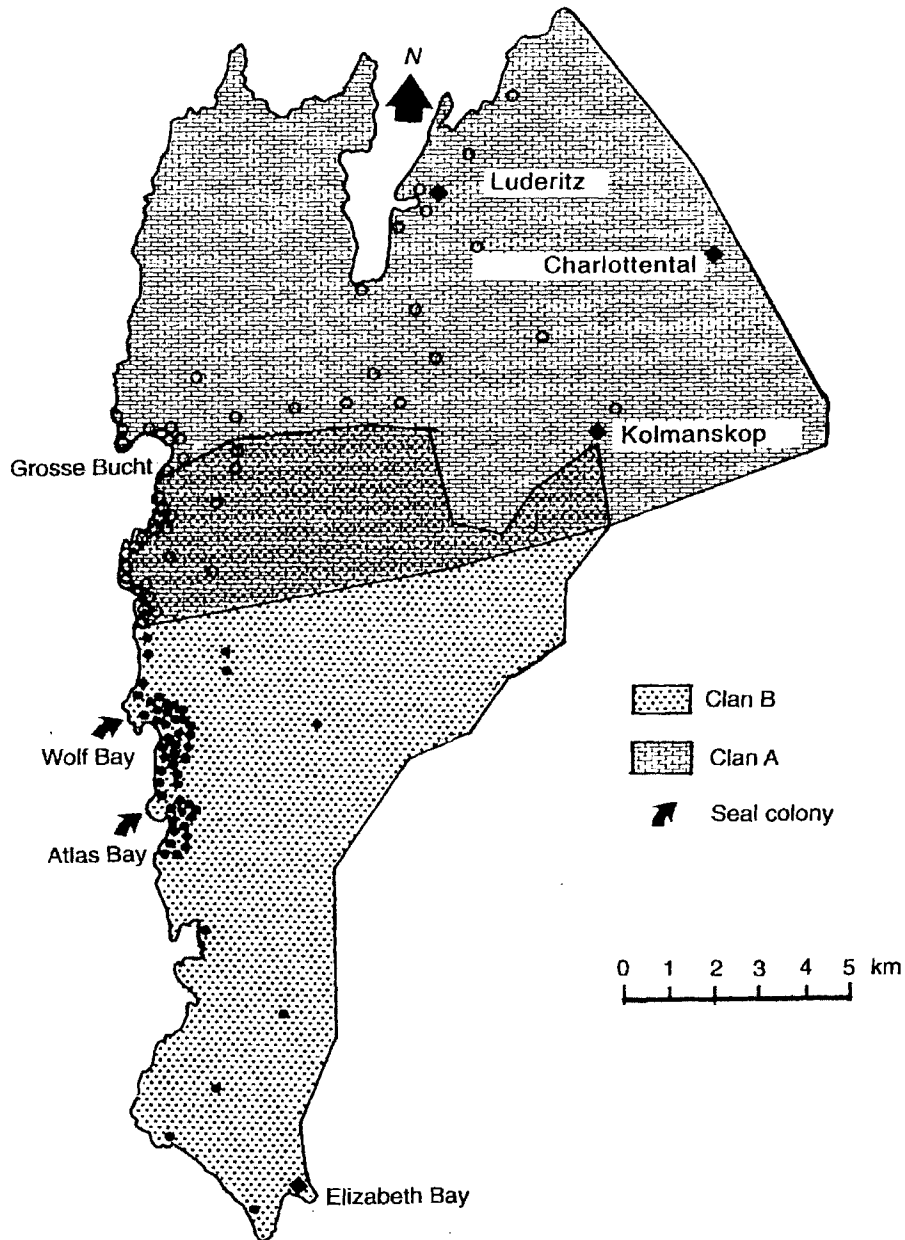 N
Luderitz
Charlottental
Kolmanskop
Grosse Bucht
Clan B
Wolf Bay
Clan A
Seal colony
Atlas Bay
0 1 2 3 4 5 km
Elizabeth Bay